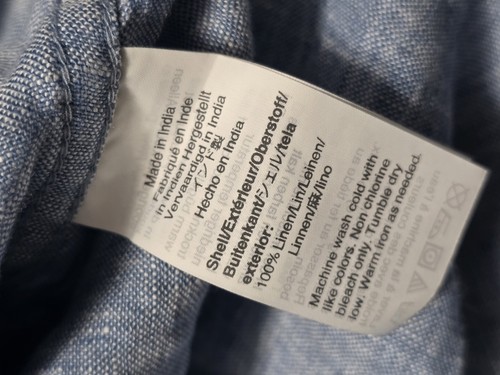 Made in India
Fabriqué en Inde
In Indien Hergestellt
Vervaardigd in India
インド製
Hecho en India
Shell/Extérieur/Oberstoff/
Buitenkant/シェル/tela
exterior:
100% Linen/Lin/Leinen/
Linnen/麻/lino
Machine wash cold with
like colors. Non chlorine
bleach only. Tumble dry
low. Warm iron as needed.